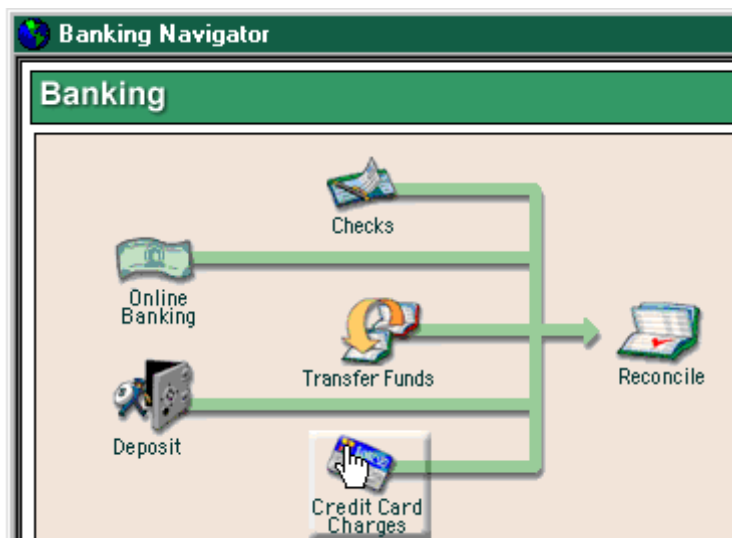 Banking Navigator
Banking
Checks
Online
Banking
Transfer Funds
Reconcile
Deposit
Credit Card
Charges